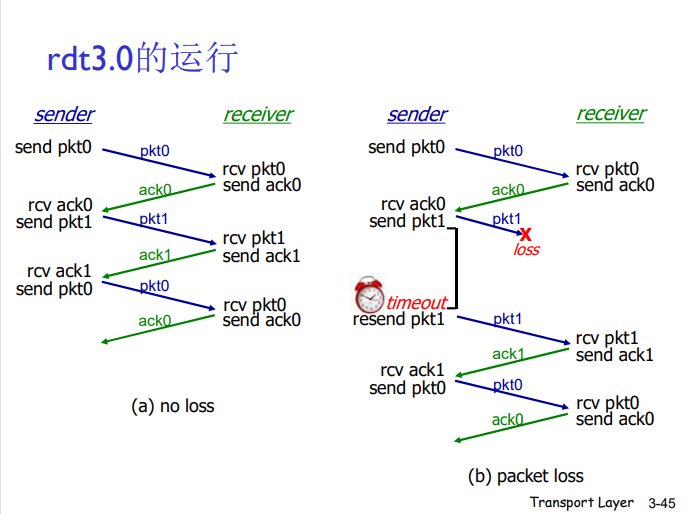 rdt3.0的运行
sender
receiver
send pkt0
pkt0
rcv pkt0
send ack0
ack0
rcv ack0
send pkt1
pkt1
rcv pkt1
send ack1
ack1
rcv ack1
send pkt0
pkt0
rcv pkt0
send ack0
ack0
(a) no loss
sender
receiver
send pkt0
pkt0
rcv pkt0
send ack0
ack0
rcv ack0
send pkt1
pkt1
X
loss
timeout
resend pkt1
pkt1
rcv pkt1
send ack1
ack1
rcv ack1
send pkt0
pkt0
rcv pkt0
send ack0
ack0
(b) packet loss
Transport Layer 3-45